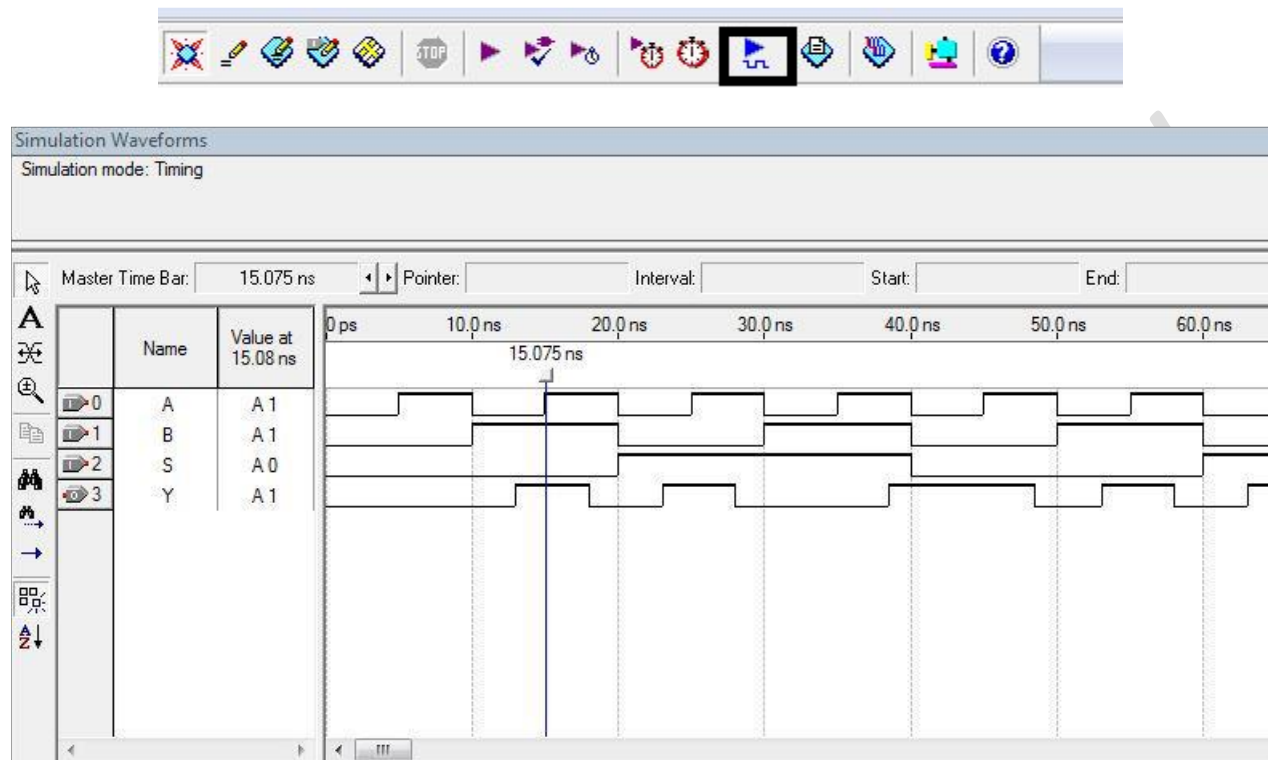 STOP
Simulation Waveforms
Simulation mode: Timing
Master Time Bar: 15.075 ns Pointer: Interval: Start: End:
Name Value at 15.08 ns
0 ps 10.0 ns 20.0 ns 30.0 ns 40.0 ns 50.0 ns 60.0 ns
15.075 ns
0 A A 1
1 B A 1
2 S A 0
3 Y A 1
A
A
Z